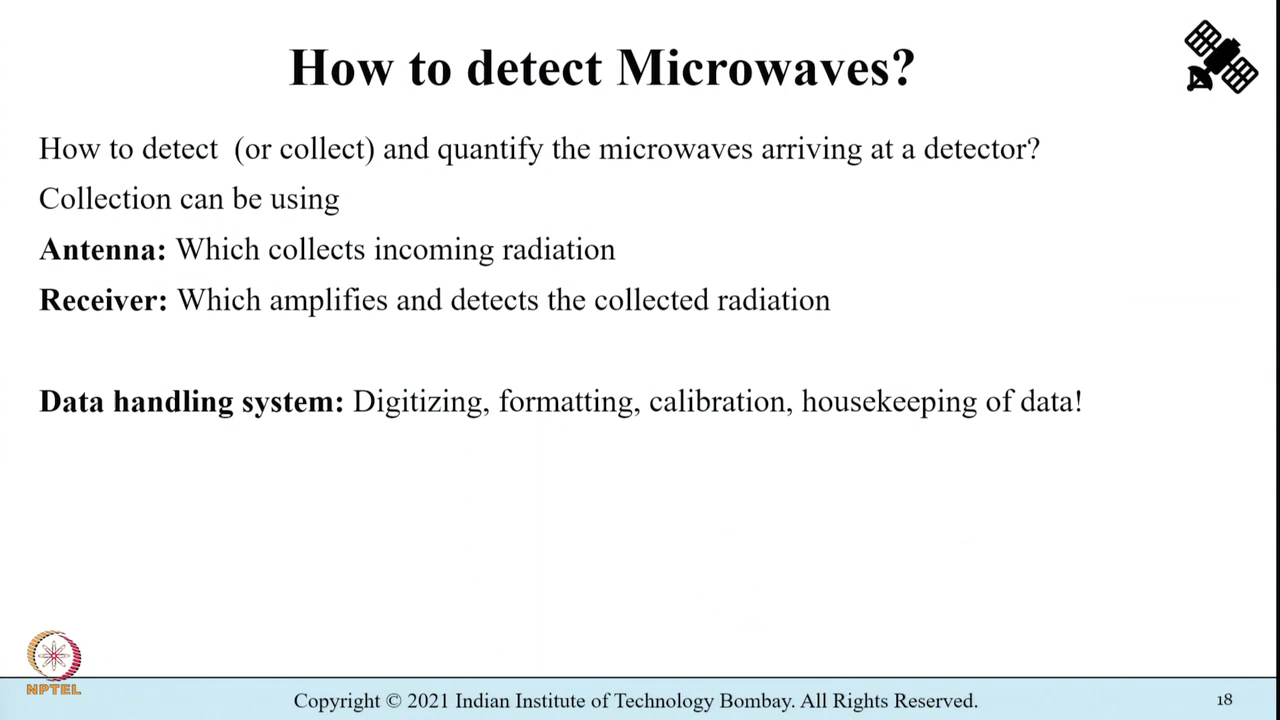 How to detect Microwaves?
How to detect (or collect) and quantify the microwaves arriving at a detector?
Collection can be using
Antenna: Which collects incoming radiation
Receiver: Which amplifies and detects the collected radiation
Data handling system: Digitizing, formatting, calibration, housekeeping of data!
NPTEL
Copyright © 2021 Indian Institute of Technology Bombay. All Rights Reserved.
18